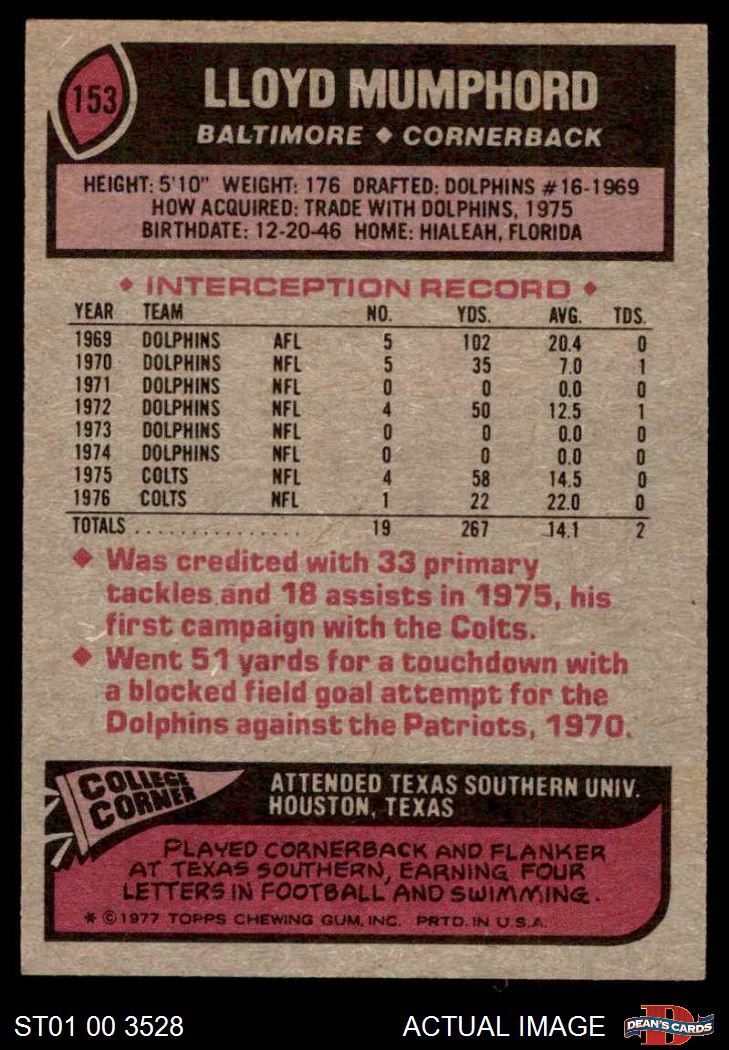 153
LLOYD MUMPHORD
BALTIMORE ◆ CORNERBACK
HEIGHT: 5'10" WEIGHT: 176 DRAFTED: DOLPHINS #16-1969
HOW ACQUIRED: TRADE WITH DOLPHINS, 1975
BIRTHDATE: 12-20-46 HOME: HIALEAH, FLORIDA
◆ INTERCEPTION RECORD ◆
YEAR TEAM NO. YDS. AVG. TDS.
1969 DOLPHINS AFL 5 102 20.4 0
1970 DOLPHINS NFL 5 35 7.0 1
1971 DOLPHINS NFL 0 0 0.0 0
1972 DOLPHINS NFL 4 50 12.5 1
1973 DOLPHINS NFL 0 0 0.0 0
1974 DOLPHINS NFL 0 0 0.0 0
1975 COLTS NFL 4 58 14.5 0
1976 COLTS NFL 1 22 22.0 0
TOTALS ................ 19 267 14.1 2
◆ Was credited with 33 primary
tackles and 18 assists in 1975, his
first campaign with the Colts.
◆ Went 51 yards for a touchdown with
a blocked field goal attempt for the
Dolphins against the Patriots, 1970.
COLLEGE
CORNER
ATTENDED TEXAS SOUTHERN UNIV.
HOUSTON, TEXAS
PLAYED CORNERBACK AND FLANKER
AT TEXAS SOUTHERN, EARNING FOUR
LETTERS IN FOOTBALL AND SWIMMING.
* © 1977 TOPPS CHEWING GUM, INC. PRTD. IN U.S.A.
ST01 00 3528
ACTUAL IMAGE
D
DEAN'S CARDS